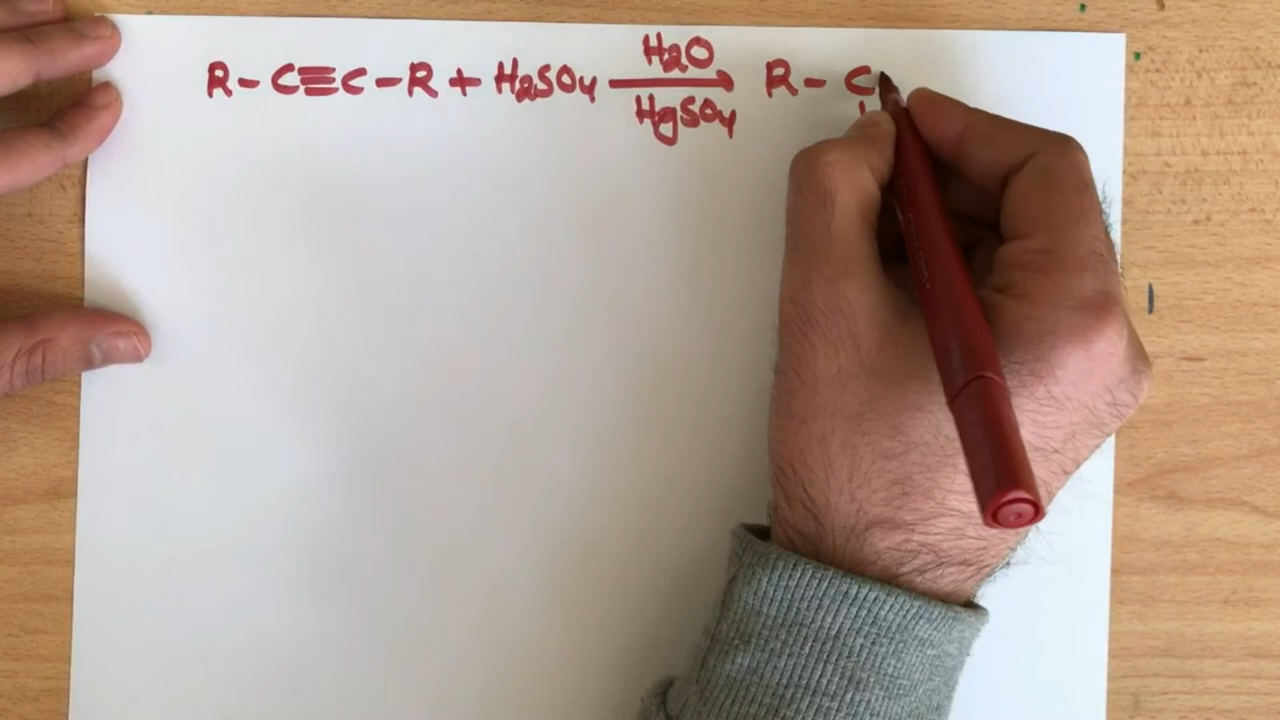 R-C≡C-R + H2SO4 H2O HgSO4 → R-C